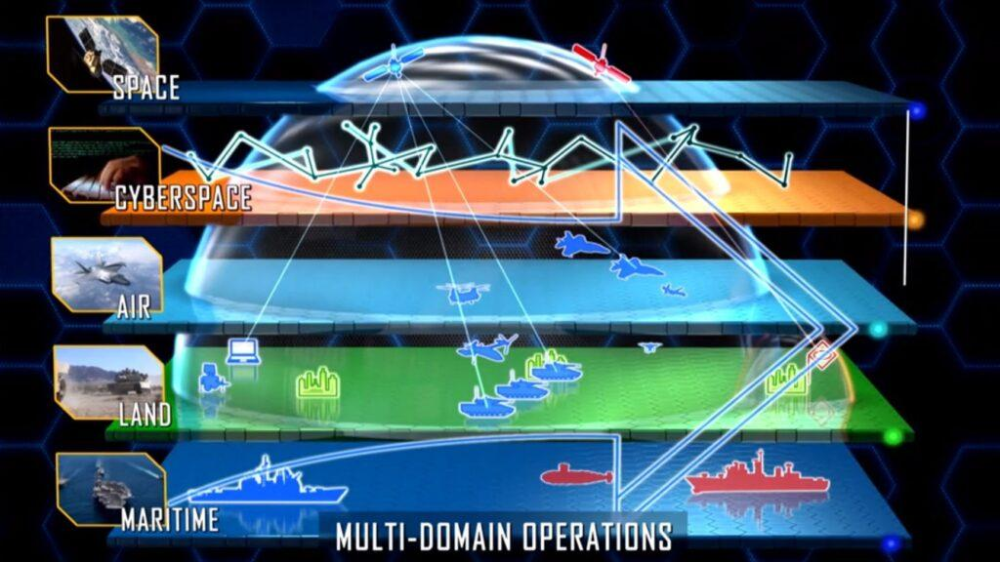 SPACE
CYBERSPACE
AIR
LAND
MARITIME
MULTI-DOMAIN OPERATIONS